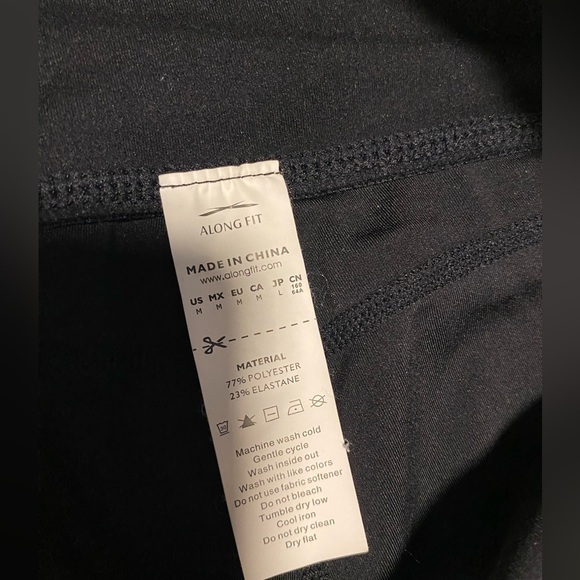 ALONG FIT
MADE IN CHINA
www.alongfit.com
US MX EU CA JP CN
M M M M L 160
64A
MATERIAL
77% POLYESTER
23% ELASTANE
30
Machine wash cold
Gentle cycle
Wash inside out
Wash with like colors
Do not use fabric softener
Do not bleach
Tumble dry low
Cool iron
Do not dry clean
Dry flat